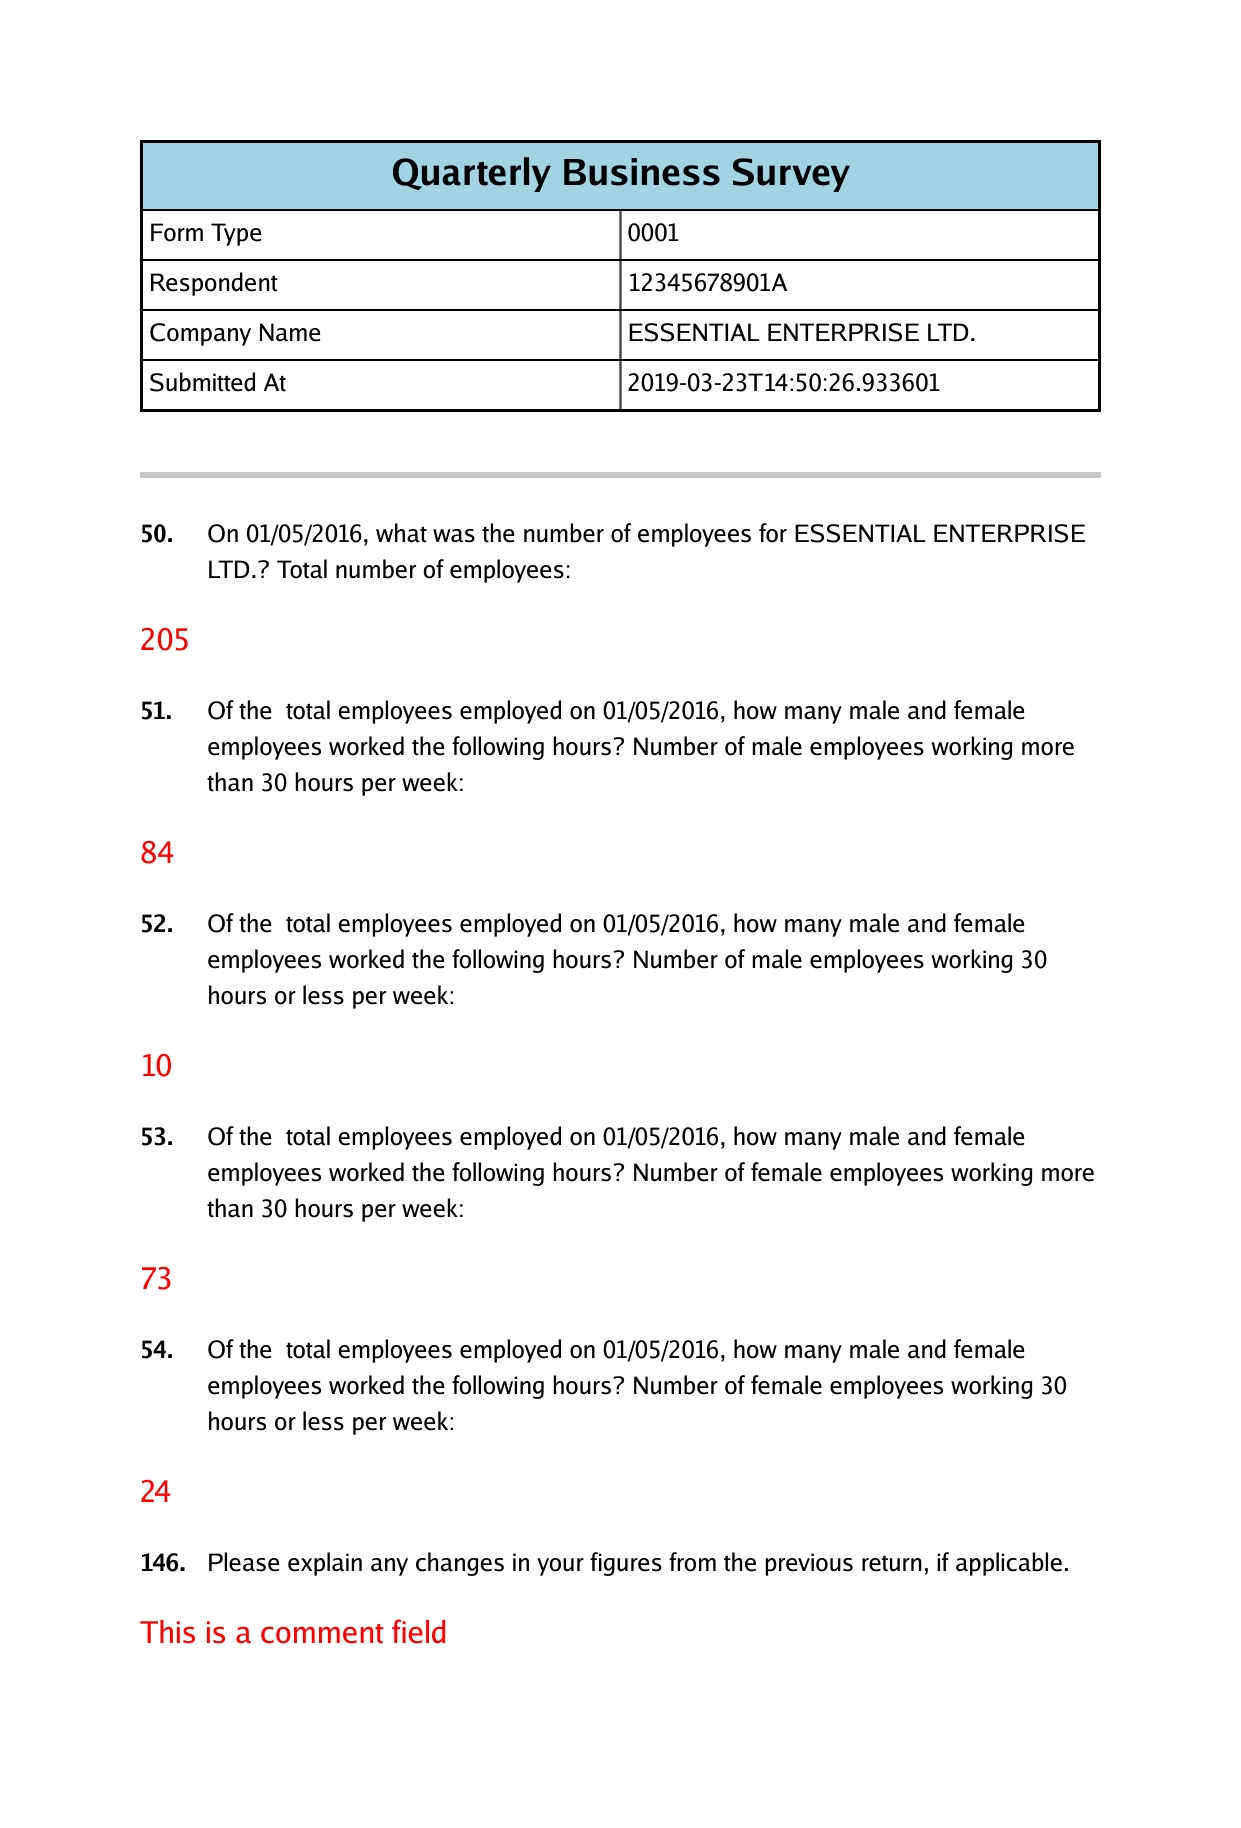 Quarterly Business Survey
Form Type 0001
Respondent 12345678901A
Company Name ESSENTIAL ENTERPRISE LTD.
Submitted At 2019-03-23T14:50:26.933601
50. On 01/05/2016, what was the number of employees for ESSENTIAL ENTERPRISE
LTD.? Total number of employees:
205
51. Of the  total employees employed on 01/05/2016, how many male and female
employees worked the following hours? Number of male employees working more
than 30 hours per week:
84
52. Of the  total employees employed on 01/05/2016, how many male and female
employees worked the following hours? Number of male employees working 30
hours or less per week:
10
53. Of the  total employees employed on 01/05/2016, how many male and female
employees worked the following hours? Number of female employees working more
than 30 hours per week:
73
54. Of the  total employees employed on 01/05/2016, how many male and female
employees worked the following hours? Number of female employees working 30
hours or less per week:
24
146. Please explain any changes in your figures from the previous return, if applicable.
This is a comment field